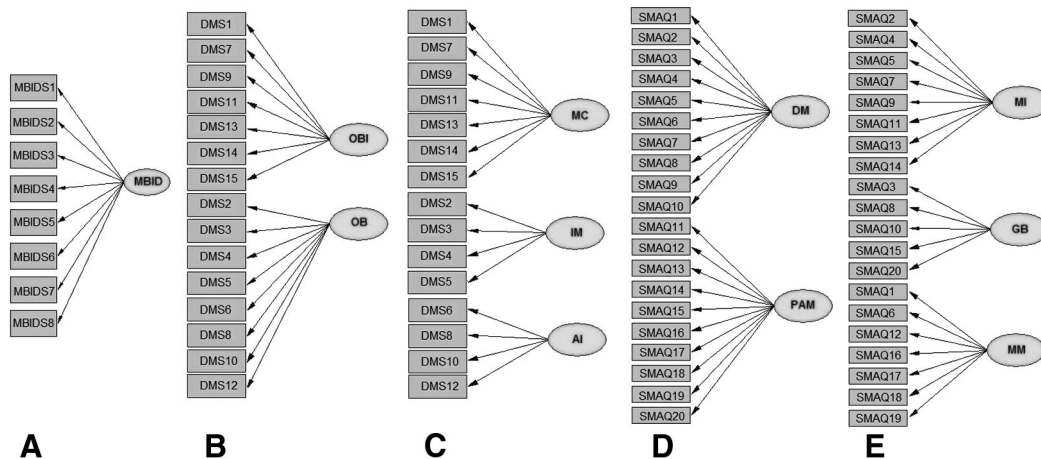 MBIDS1
MBIDS2
MBIDS3
MBIDS4
MBIDS5
MBIDS6
MBIDS7
MBIDS8
MBID
A
DMS1
DMS7
DMS9
DMS11
DMS13
DMS14
DMS15
DMS2
DMS3
DMS4
DMS5
DMS6
DMS8
DMS10
DMS12
OBI
OB
B
DMS1
DMS7
DMS9
DMS11
DMS13
DMS14
DMS15
DMS2
DMS3
DMS4
DMS5
DMS6
DMS8
DMS10
DMS12
MC
IM
AI
C
SMAQ1
SMAQ2
SMAQ3
SMAQ4
SMAQ5
SMAQ6
SMAQ7
SMAQ8
SMAQ9
SMAQ10
SMAQ11
SMAQ12
SMAQ13
SMAQ14
SMAQ15
SMAQ16
SMAQ17
SMAQ18
SMAQ19
SMAQ20
DM
PAM
D
SMAQ2
SMAQ4
SMAQ5
SMAQ7
SMAQ9
SMAQ11
SMAQ13
SMAQ14
SMAQ3
SMAQ8
SMAQ10
SMAQ15
SMAQ20
SMAQ1
SMAQ6
SMAQ12
SMAQ16
SMAQ17
SMAQ18
SMAQ19
MI
GB
MM
E